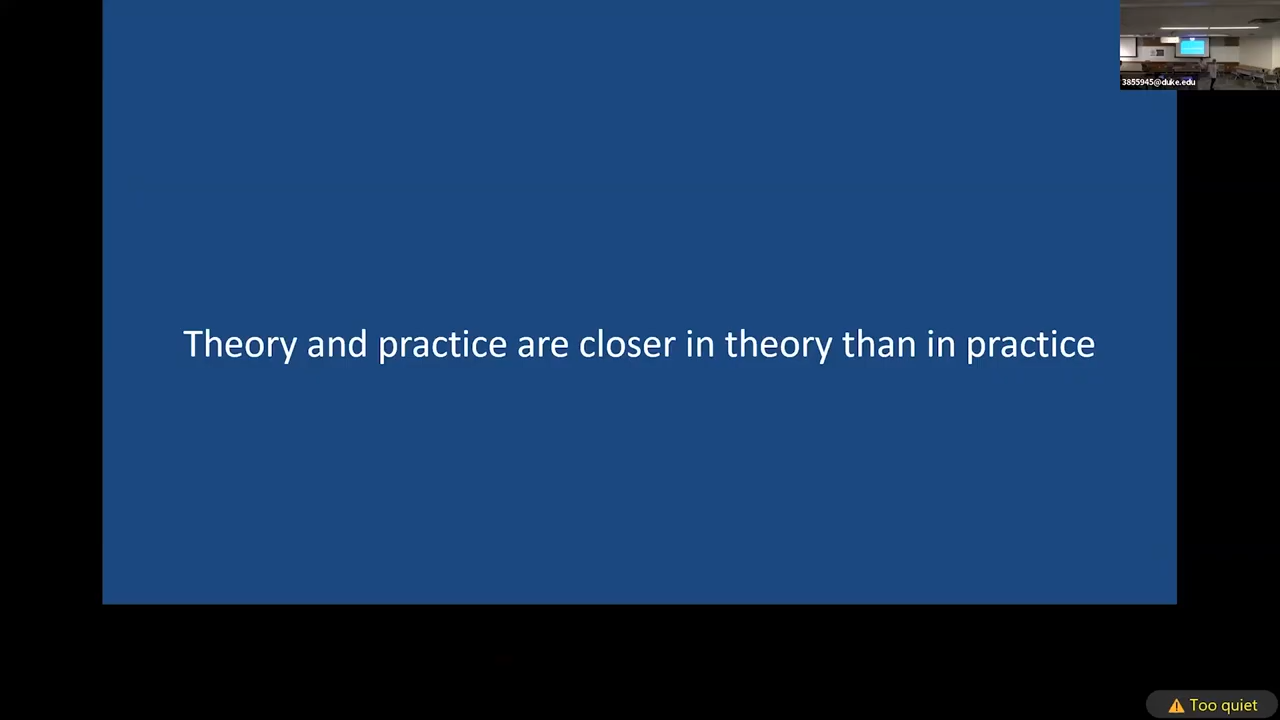 3855945@duke.edu
Theory and practice are closer in theory than in practice
Too quiet